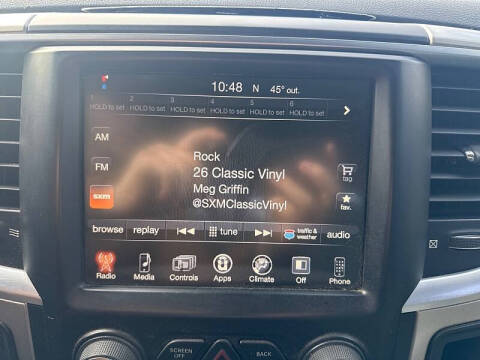 10:48 N 45° out.
1 2 3 4 5 6
HOLD to set HOLD to set HOLD to set HOLD to set HOLD to set HOLD to set
AM
FM
sxm
Rock
26 Classic Vinyl
Meg Griffin
@SXMClassicVinyl
tag
fav.
browse replay tune traffic & weather audio
Radio Media Controls Apps Climate Off Phone
SCREEN OFF BACK